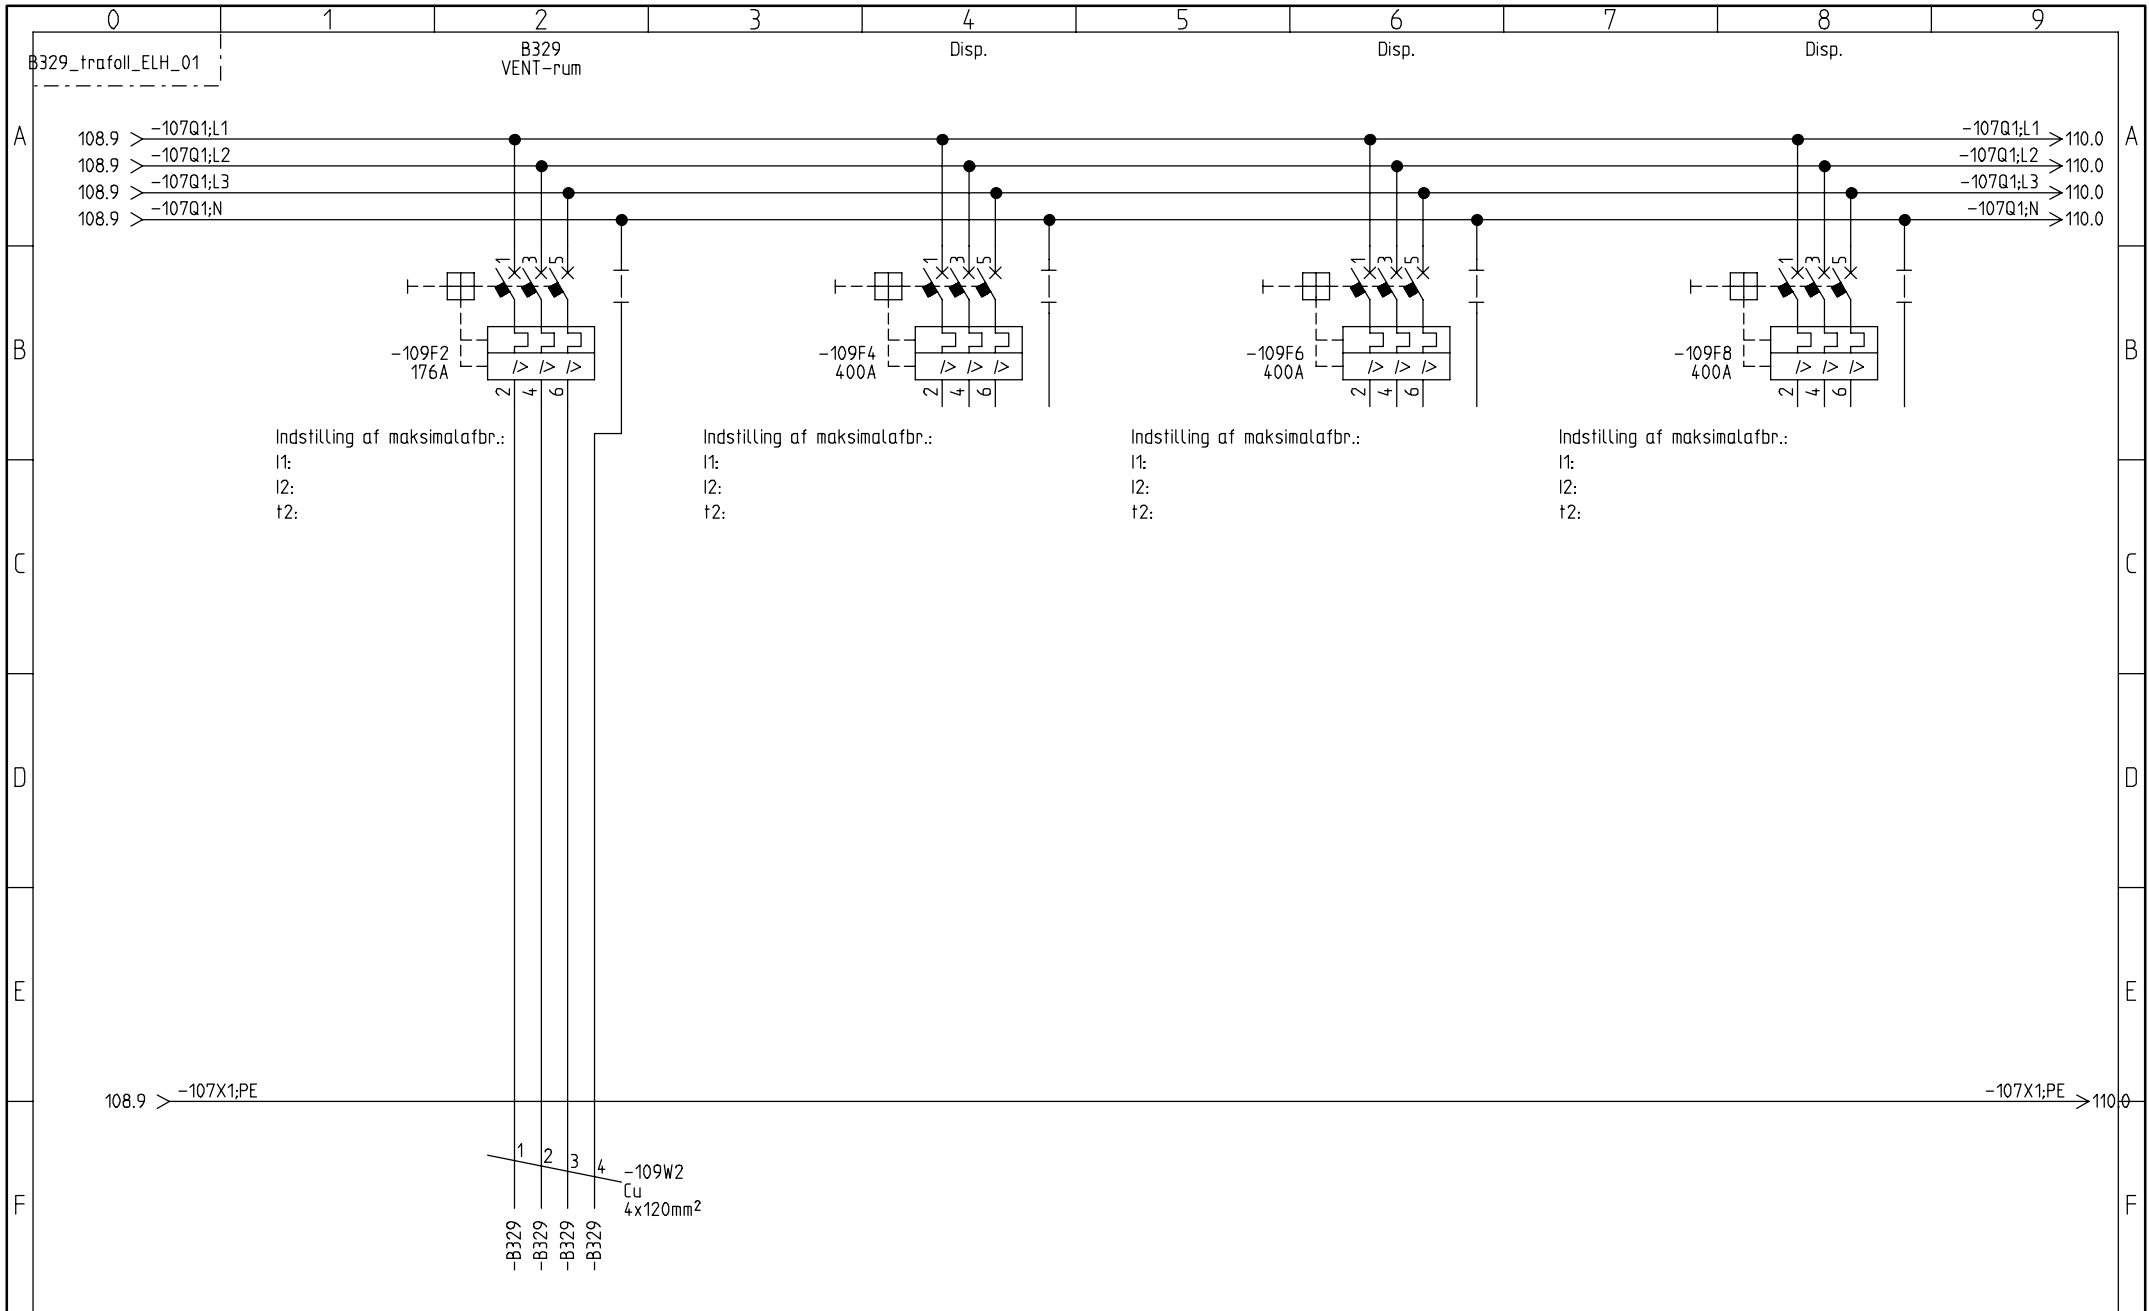 0 1 2 3 4 5 6 7 8 9
B329_trafoII_ELH_01
B329
VENT-rum
Disp.
Disp.
Disp.
A
108.9 -107Q1;L1 -107Q1;L1 110.0
A
108.9 -107Q1;L2 -107Q1;L2 110.0
108.9 -107Q1;L3 -107Q1;L3 110.0
108.9 -107Q1;N -107Q1;N 110.0
1 3 5
1 3 5
1 3 5
1 3 5
B
-109F2
176A
-109F4
400A
-109F6
400A
-109F8
400A
B
/> /> />
/> /> />
/> /> />
/> /> />
2 4 6
2 4 6
2 4 6
2 4 6
Indstilling af maksimalafbr.:
I1:
I2:
t2:
Indstilling af maksimalafbr.:
I1:
I2:
t2:
Indstilling af maksimalafbr.:
I1:
I2:
t2:
Indstilling af maksimalafbr.:
I1:
I2:
t2:
C C
D D
E E
108.9 -107X1;PE -107X1;PE 110.0
1 2 3 4
-109W2
Cu
4x120mm²
F F
-B329
-B329
-B329
-B329